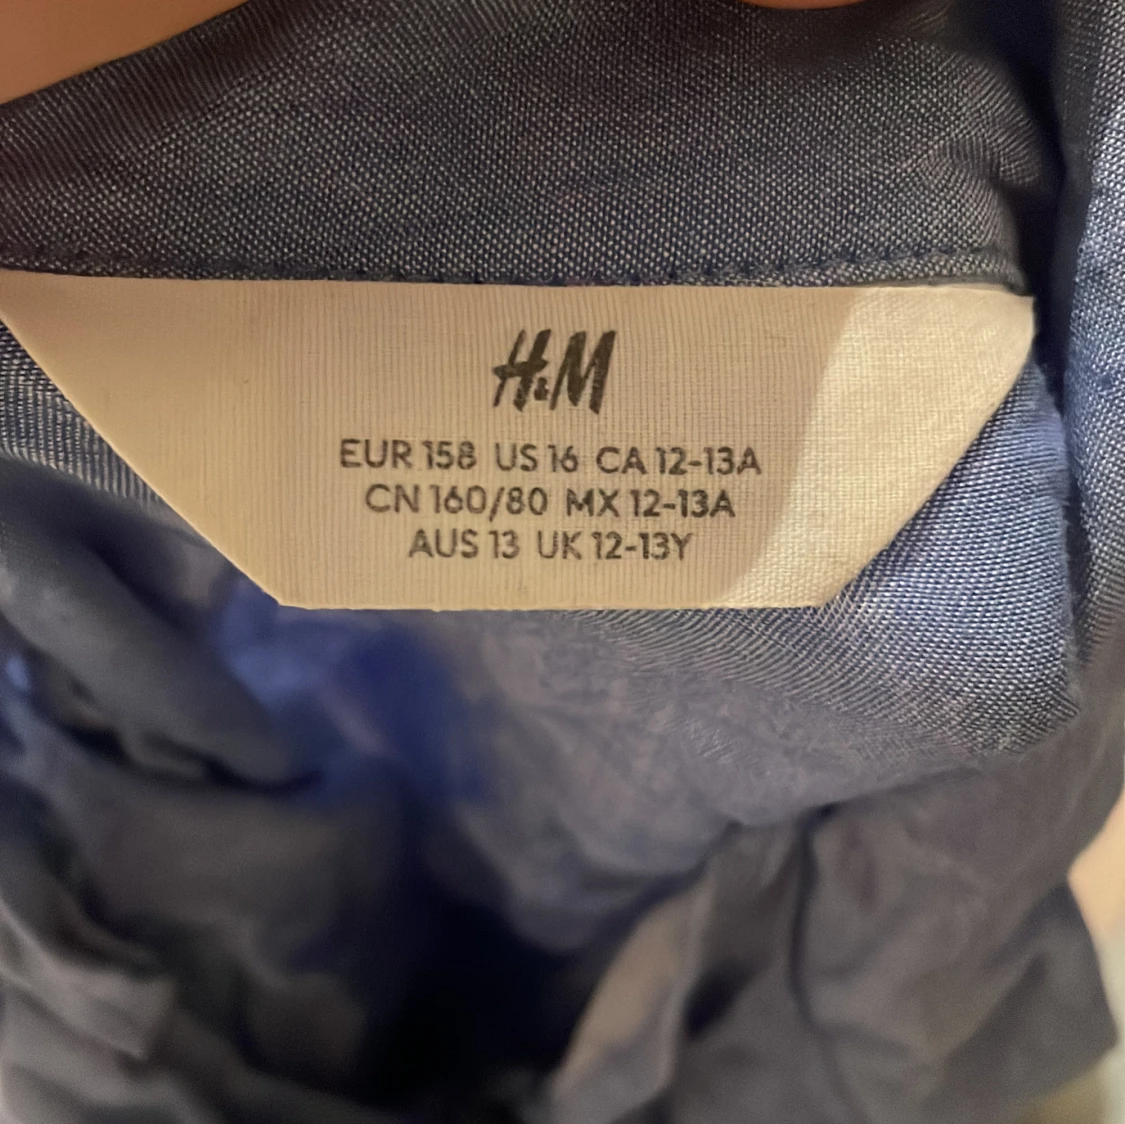 H&M
EUR 158 US 16 CA 12-13A
CN 160/80 MX 12-13A
AUS 13 UK 12-13Y